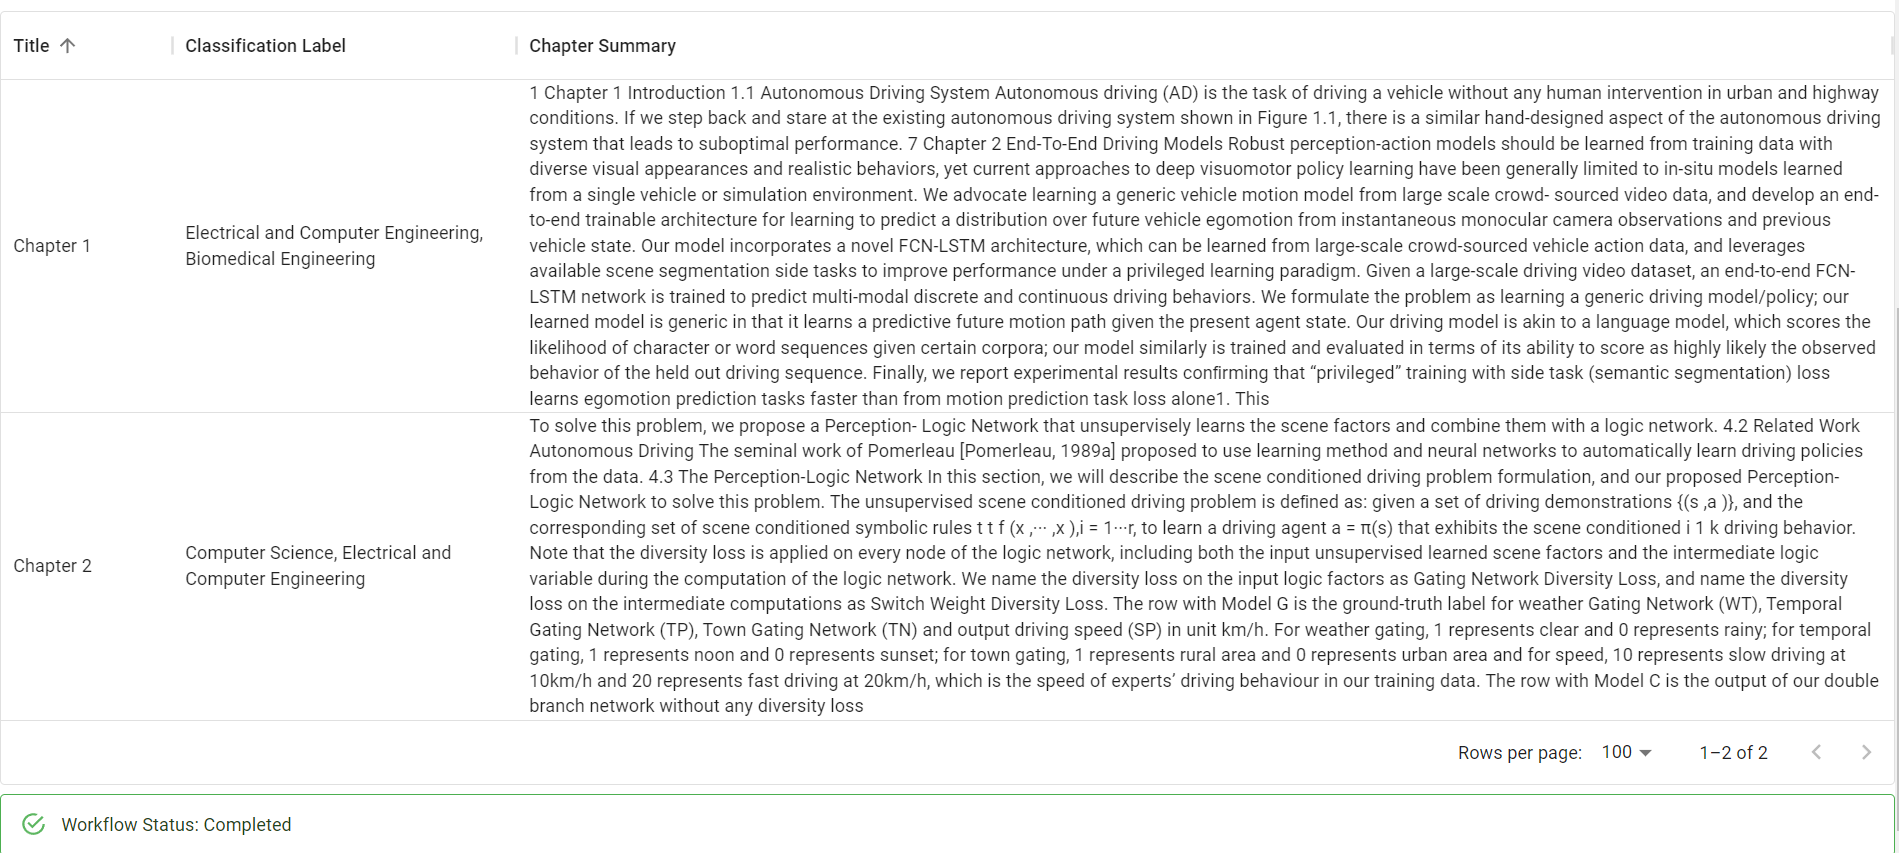 Title
Classification Label
Chapter Summary
Chapter 1
Electrical and Computer Engineering,
Biomedical Engineering
1 Chapter 1 Introduction 1.1 Autonomous Driving System Autonomous driving (AD) is the task of driving a vehicle without any human intervention in urban and highway
conditions. If we step back and stare at the existing autonomous driving system shown in Figure 1.1, there is a similar hand-designed aspect of the autonomous driving
system that leads to suboptimal performance. 7 Chapter 2 End-To-End Driving Models Robust perception-action models should be learned from training data with
diverse visual appearances and realistic behaviors, yet current approaches to deep visuomotor policy learning have been generally limited to in-situ models learned
from a single vehicle or simulation environment. We advocate learning a generic vehicle motion model from large scale crowd- sourced video data, and develop an end-
to-end trainable architecture for learning to predict a distribution over future vehicle egomotion from instantaneous monocular camera observations and previous
vehicle state. Our model incorporates a novel FCN-LSTM architecture, which can be learned from large-scale crowd-sourced vehicle action data, and leverages
available scene segmentation side tasks to improve performance under a privileged learning paradigm. Given a large-scale driving video dataset, an end-to-end FCN-
LSTM network is trained to predict multi-modal discrete and continuous driving behaviors. We formulate the problem as learning a generic driving model/policy; our
learned model is generic in that it learns a predictive future motion path given the present agent state. Our driving model is akin to a language model, which scores the
likelihood of character or word sequences given certain corpora; our model similarly is trained and evaluated in terms of its ability to score as highly likely the observed
behavior of the held out driving sequence. Finally, we report experimental results confirming that “privileged” training with side task (semantic segmentation) loss
learns egomotion prediction tasks faster than from motion prediction task loss alone1. This
Chapter 2
Computer Science, Electrical and
Computer Engineering
To solve this problem, we propose a Perception- Logic Network that unsupervisely learns the scene factors and combine them with a logic network. 4.2 Related Work
Autonomous Driving The seminal work of Pomerleau [Pomerleau, 1989a] proposed to use learning method and neural networks to automatically learn driving policies
from the data. 4.3 The Perception-Logic Network In this section, we will describe the scene conditioned driving problem formulation, and our proposed Perception-
Logic Network to solve this problem. The unsupervised scene conditioned driving problem is defined as: given a set of driving demonstrations {(s ,a )}, and the
corresponding set of scene conditioned symbolic rules t t f (x ,··· ,x ),i = 1···r, to learn a driving agent a = π(s) that exhibits the scene conditioned i 1 k driving behavior.
Note that the diversity loss is applied on every node of the logic network, including both the input unsupervised learned scene factors and the intermediate logic
variable during the computation of the logic network. We name the diversity loss on the input logic factors as Gating Network Diversity Loss, and name the diversity
loss on the intermediate computations as Switch Weight Diversity Loss. The row with Model G is the ground-truth label for weather Gating Network (WT), Temporal
Gating Network (TP), Town Gating Network (TN) and output driving speed (SP) in unit km/h. For weather gating, 1 represents clear and 0 represents rainy; for temporal
gating, 1 represents noon and 0 represents sunset; for town gating, 1 represents rural area and 0 represents urban area and for speed, 10 represents slow driving at
10km/h and 20 represents fast driving at 20km/h, which is the speed of experts’ driving behaviour in our training data. The row with Model C is the output of our double
branch network without any diversity loss
Rows per page: 100 1–2 of 2
Workflow Status: Completed